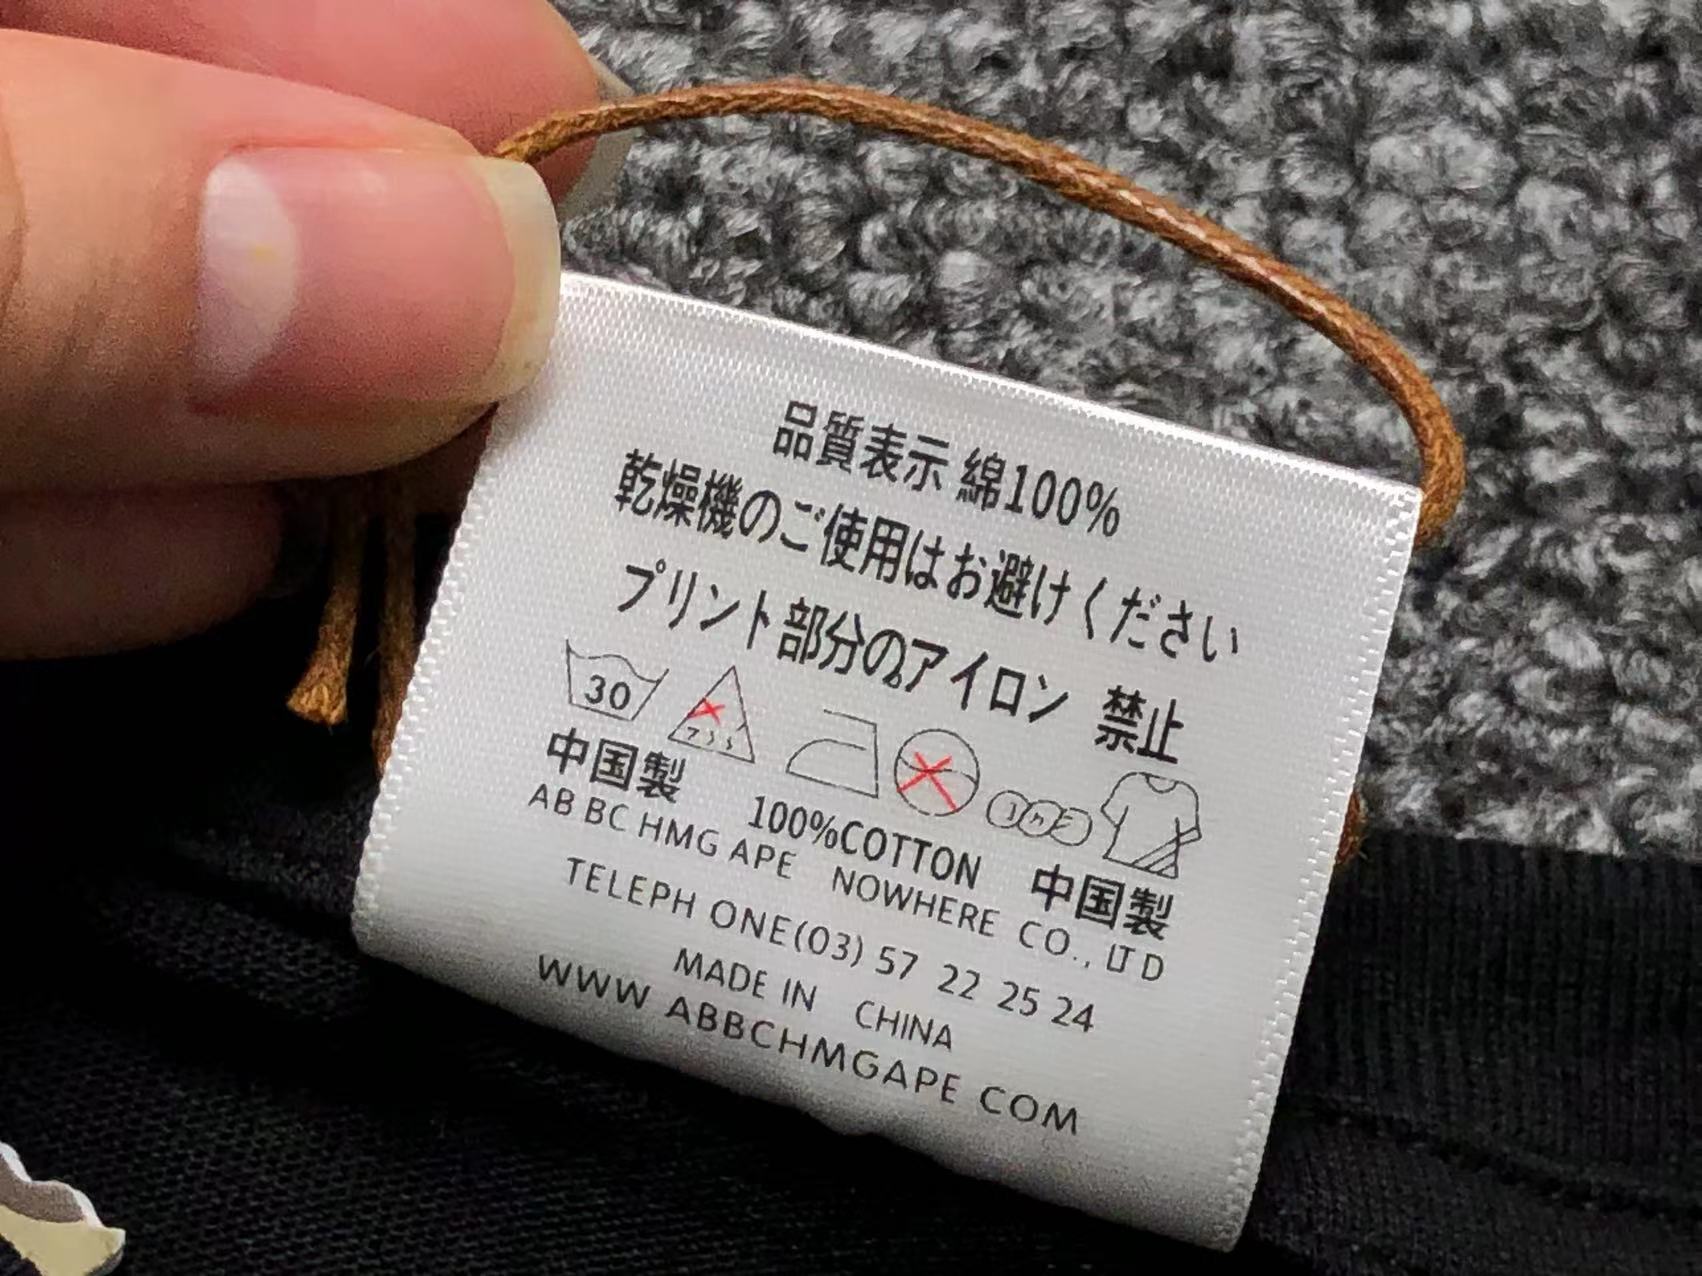 品質表示 綿100%
乾燥機のご使用はお避けください
プリント部分のアイロン 禁止
30
中国製 100%COTTON 中国製
AB BC HMG APE NOWHERE CO., LTD
TELEPH ONE(03) 57 22 25 24
MADE IN CHINA
WWW ABBCHMGAPE COM